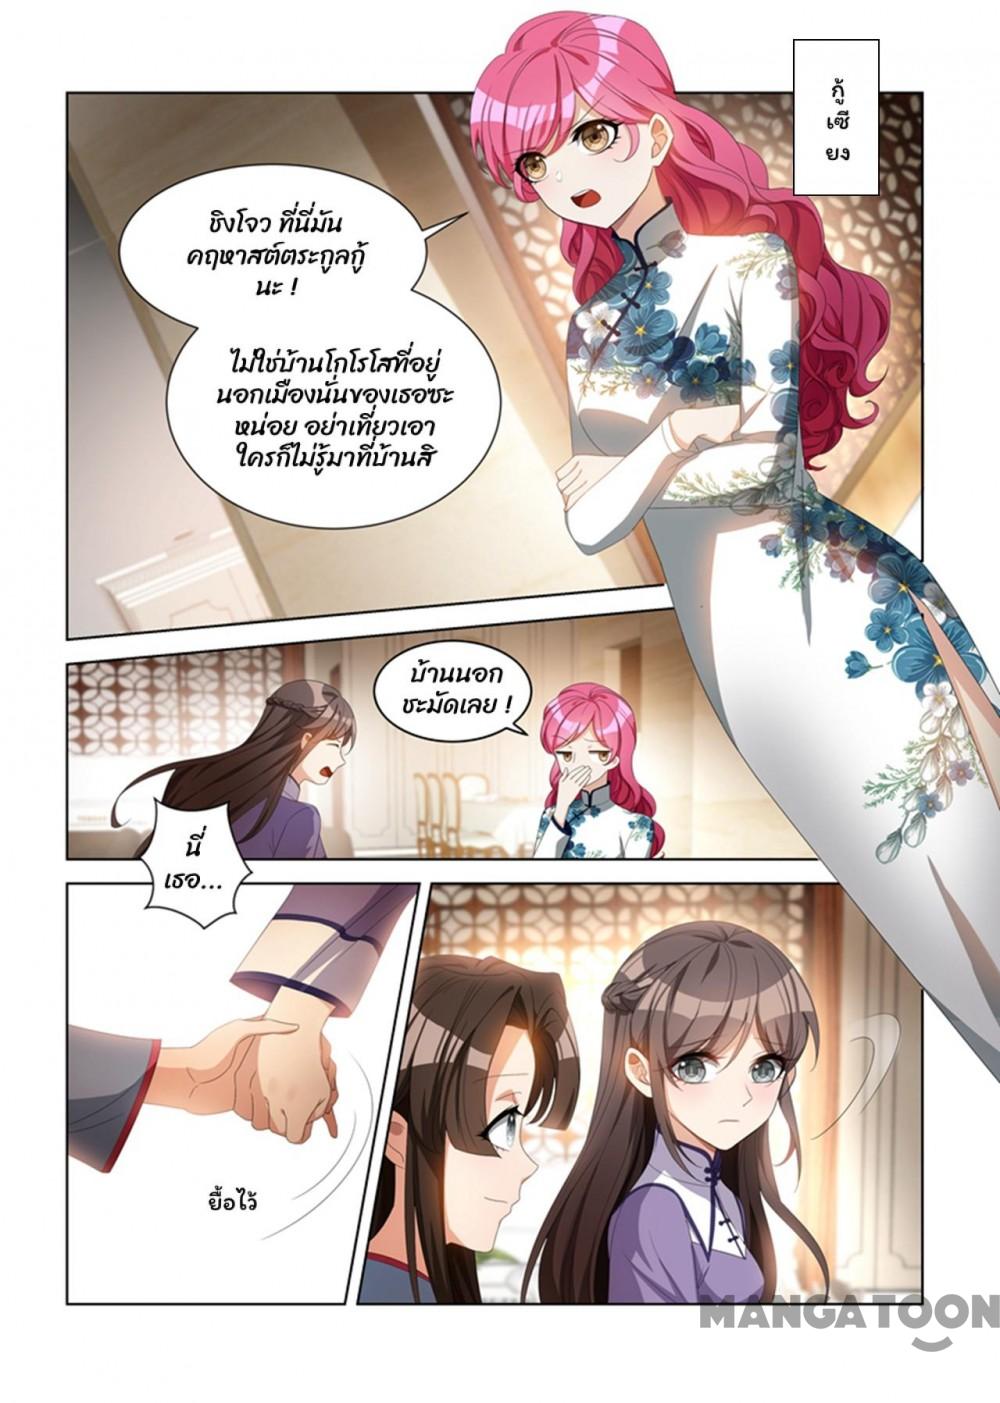 กู้
เซี
ยง
ชิงโจว ที่นี่มัน
คฤหาสต์ตระกูลกู้
นะ !
ไม่ใช่บ้านโกโรโสที่อยู่
นอกเมืองนั่นของเธอซะ
หน่อย อย่าเที่ยวเอา
ใครก็ไม่รู้มาที่บ้านสิ
บ้านนอก
ชะมัดเลย !
นี่
เธอ...
ยื้อไว้
MANGATOON